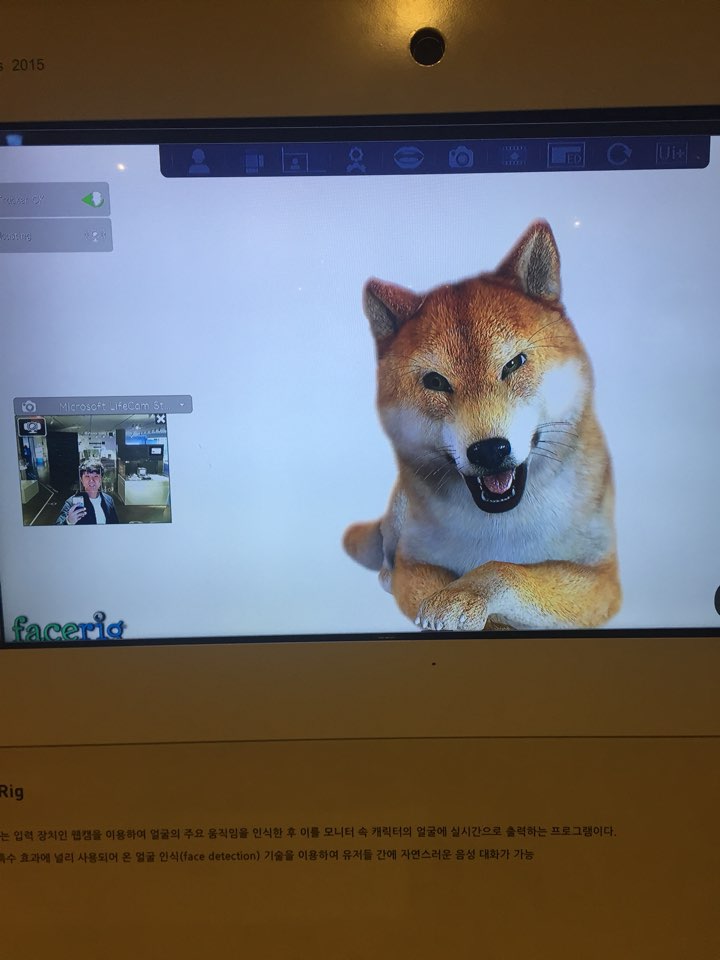 s 2015
ED
Ui+
Tracker OK
Microsoft LifeCam St
facerig
Rig
는 입력 장치인 웹캠을 이용하여 얼굴의 주요 움직임을 인식한 후 이를 모니터 속 캐릭터의 얼굴에 실시간으로 출력하는 프로그램이다.
특수 효과에 널리 사용되어 온 얼굴 인식(face detection) 기술을 이용하여 유저들 간에 자연스러운 음성 대화가 가능